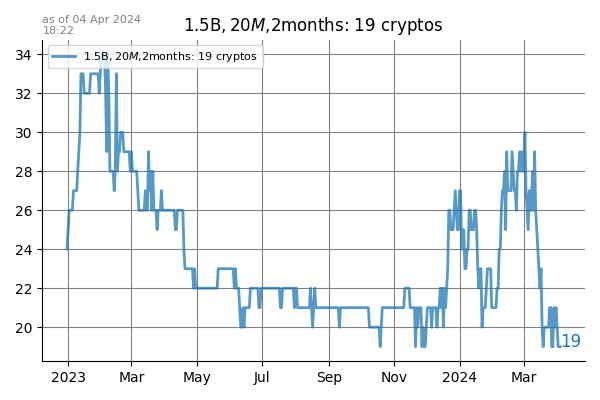 as of 04 Apr 2024
18:22
1.5B, 20M,2months: 19 cryptos
1.5B, 20M,2months: 19 cryptos
34
32
30
28
26
24
22
20
19
2023 Mar May Jul Sep Nov 2024 Mar